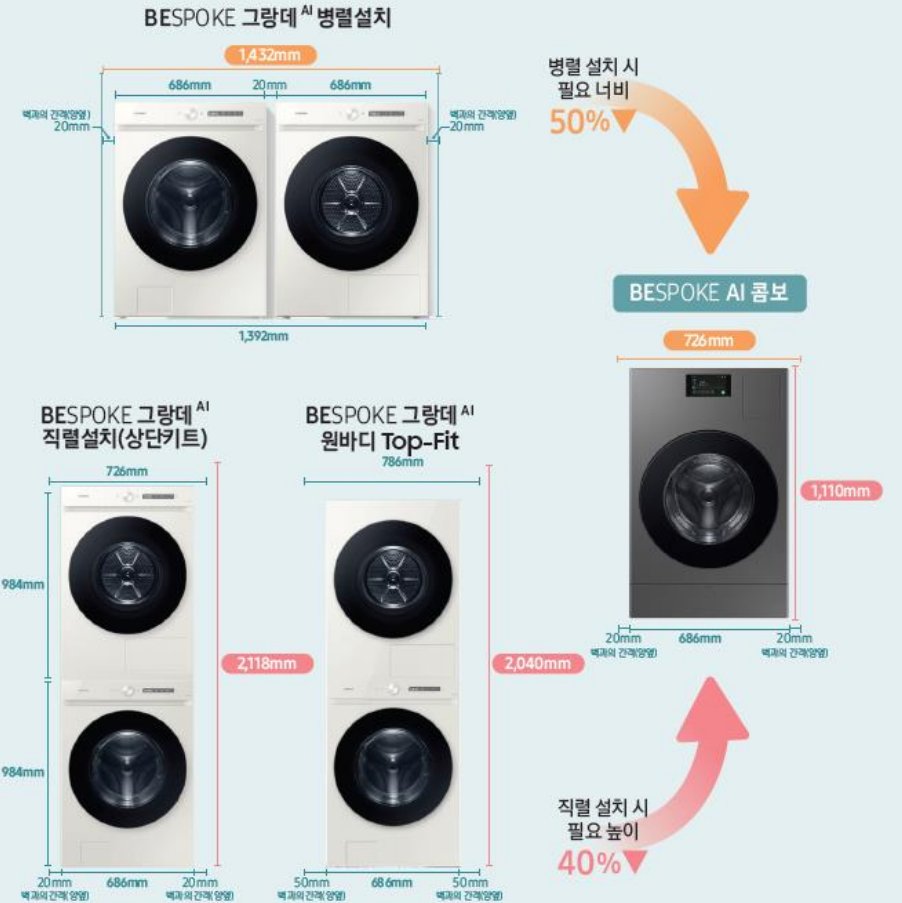 BESPOKE 그랑데 AI 병렬설치
1,432mm
686mm 20mm 686mm
벽과의 간격(양옆)
20mm
벽과의 간격(양옆)
20mm
1,392mm
병렬 설치 시
필요 너비
50%▼
BESPOKE AI 콤보
726mm
1,110mm
20mm 686mm 20mm
벽과의 간격(양옆) 벽과의 간격(양옆)
BESPOKE 그랑데 AI
직렬설치(상단키트)
726mm
984mm
984mm
2,118mm
20mm 686mm 20mm
벽과의 간격(양옆) 벽과의 간격(양옆)
BESPOKE 그랑데 AI
원바디 Top-Fit
786mm
2,040mm
50mm 686mm 50mm
벽과의 간격(양옆) 벽과의 간격(양옆)
직렬 설치 시
필요 높이
40%▼